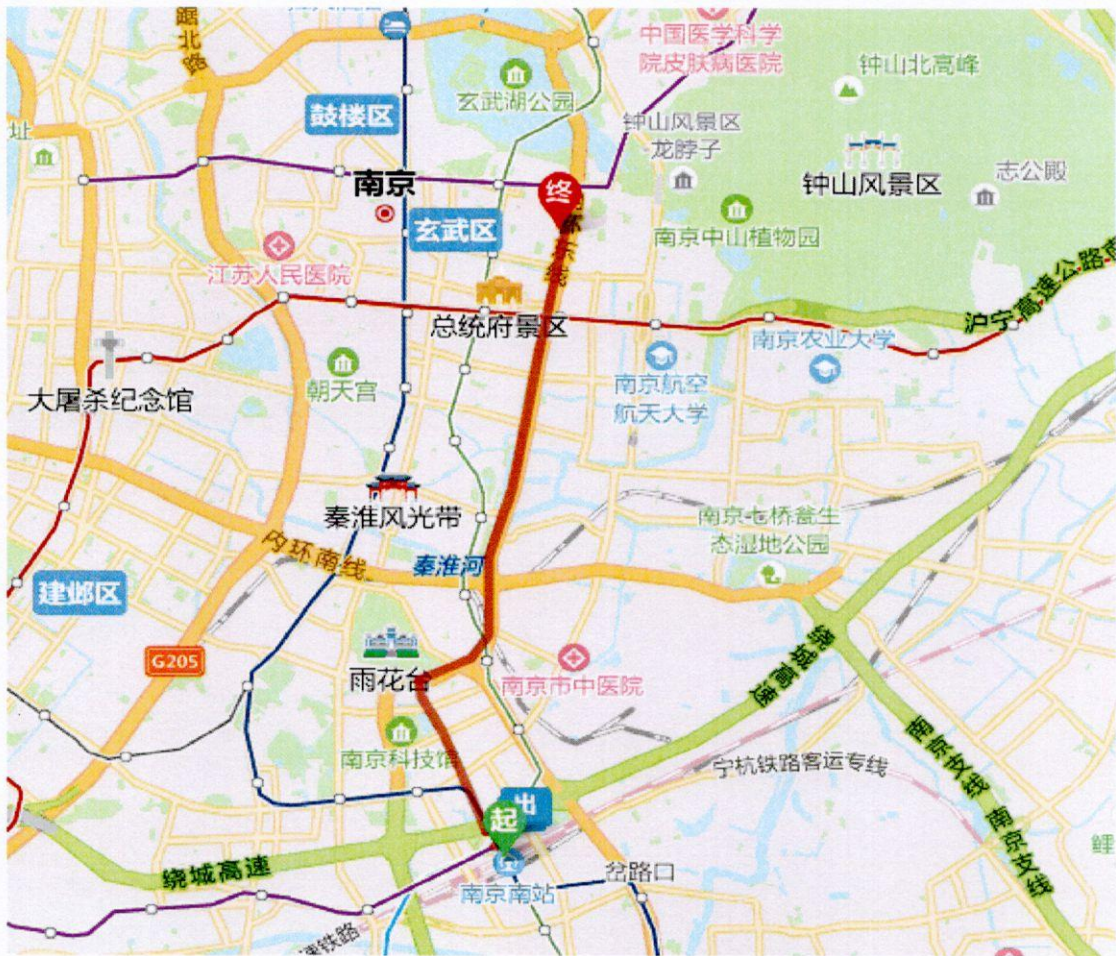 中国医学科学
院皮肤病医院
钟山北高峰
玄武湖公园
鼓楼区
钟山风景区
-龙脖子
址
南京
终
钟山风景区
志公殿
玄武区
南京中山植物园
江苏人民医院
总统府景区
沪宁高速公路
南京农业大学
朝天宫
南京航空
航天大学
大屠杀纪念馆
秦淮风光带
南京七桥瓮生
态湿地公园
内环南线
秦淮河
建邺区
G205
雨花台
南京市中医院
绕城高速
南京科技馆
宁杭铁路客运专线
南京支线
南京支线
出
起
鲤
绕城高速
岔路口
南京南站
速铁路